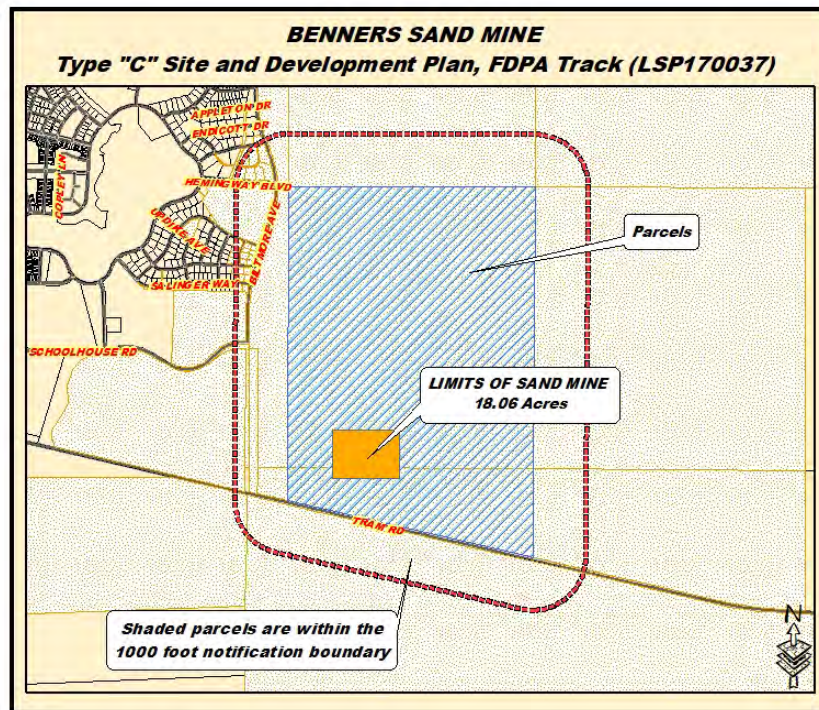 BENNERS SAND MINE
Type "C" Site and Development Plan, FDPA Track (LSP170037)
APPLETON DR
ENDICOTT DR
HEMINGWAY BLVD
COPLEY LN
UPDIKE AVE
BILTMORE AVE
SALINGER WAY
SCHOOLHOUSE RD
Parcels
LIMITS OF SAND MINE
18.06 Acres
TRAM RD
Shaded parcels are within the
1000 foot notification boundary
N